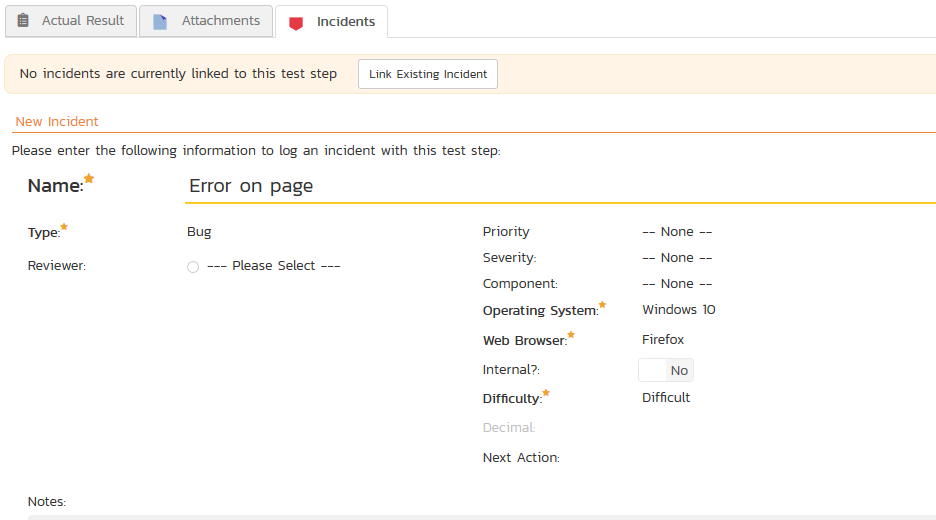 Actual Result Attachments Incidents
No incidents are currently linked to this test step Link Existing Incident
New Incident
Please enter the following information to log an incident with this test step:
Name: Error on page
Type: Bug
Reviewer: --- Please Select ---
Priority -- None --
Severity: -- None --
Component: -- None --
Operating System: Windows 10
Web Browser: Firefox
Internal?: No
Difficulty: Difficult
Decimal:
Next Action:
Notes: